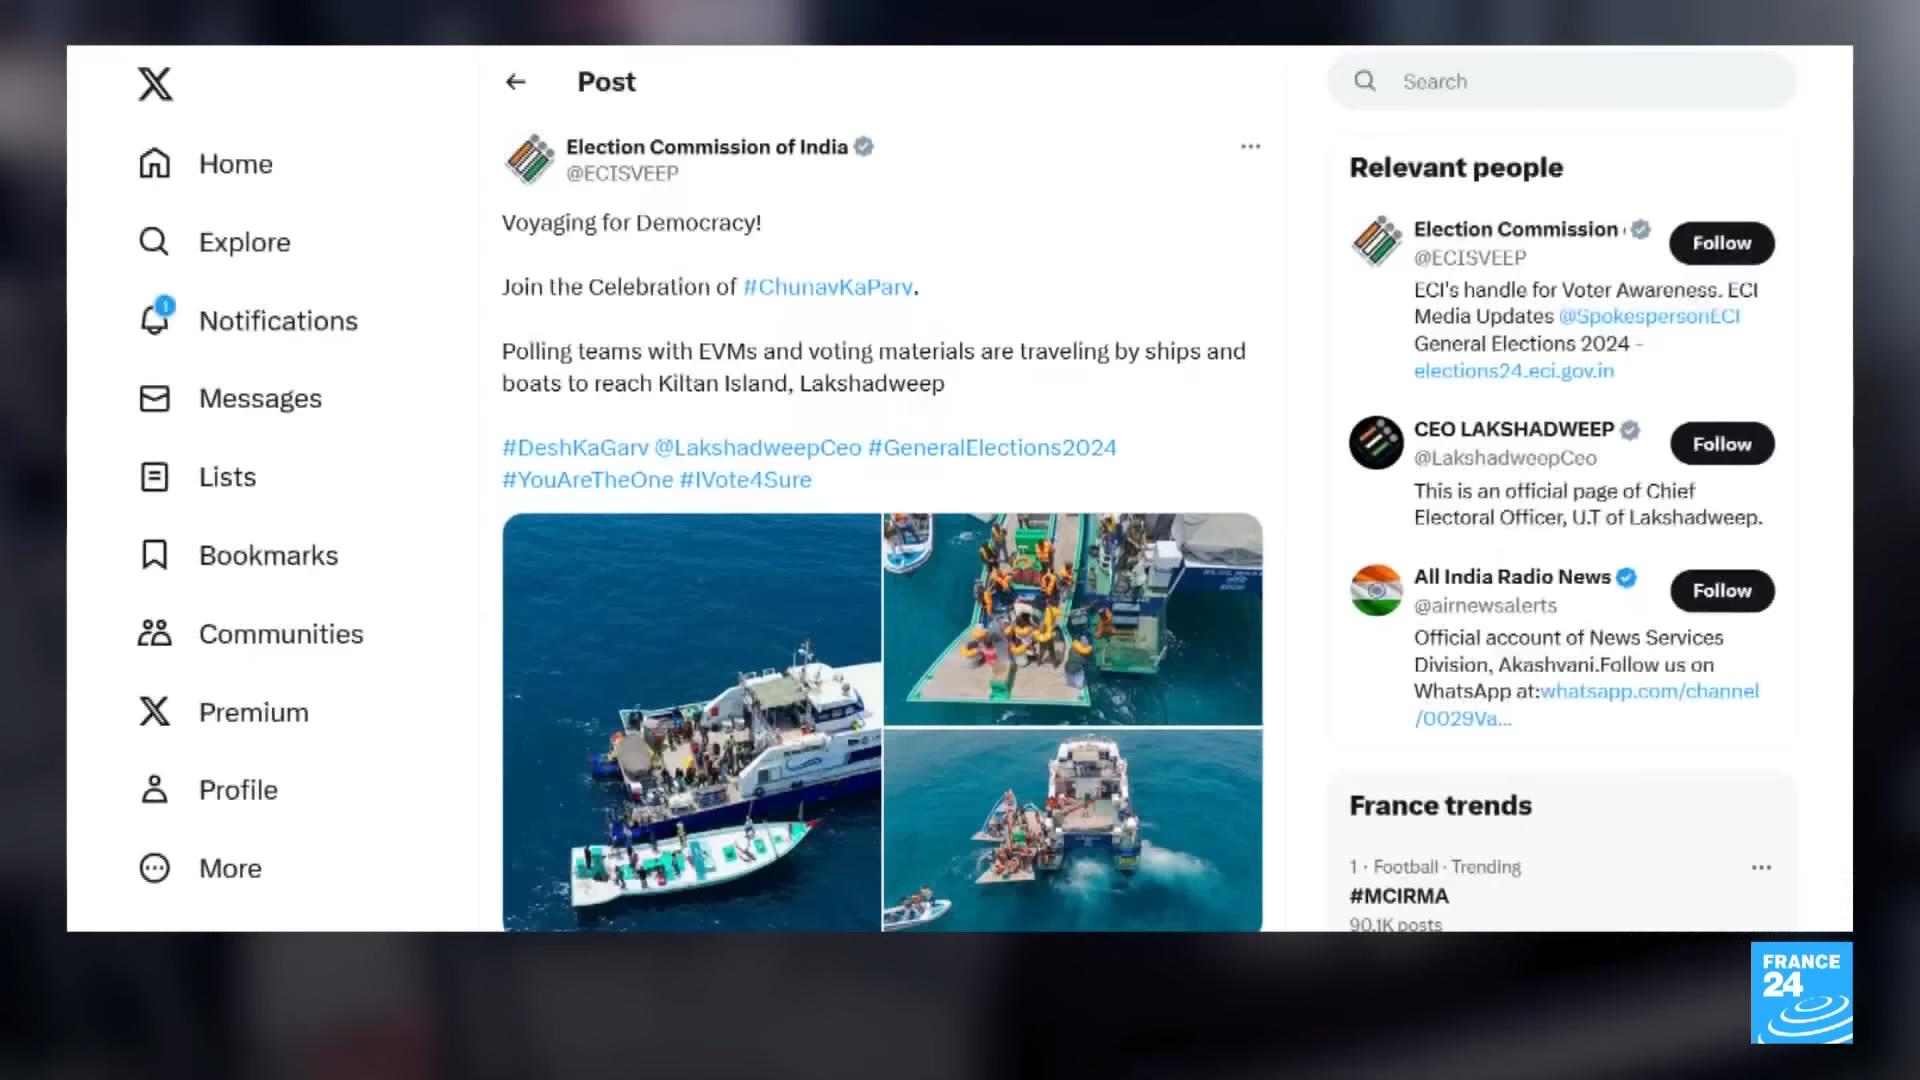 Home
Explore
1
Notifications
Messages
Lists
Bookmarks
Communities
Premium
Profile
More
Post
Election Commission of India
@ECISVEEP
Voyaging for Democracy!
Join the Celebration of #ChunavKaParv.
Polling teams with EVMs and voting materials are traveling by ships and
boats to reach Kiltan Island, Lakshadweep
#DeshKaGarv @LakshadweepCeo #GeneralElections2024
#YouAreTheOne #IVote4Sure
Search
Relevant people
Election Commission
Follow
@ECISVEEP
ECI's handle for Voter Awareness. ECI
Media Updates @SpokespersonECI
General Elections 2024 -
elections24.eci.gov.in
CEO LAKSHADWEEP
Follow
@LakshadweepCeo
This is an official page of Chief
Electoral Officer, U.T of Lakshadweep.
All India Radio News
Follow
@airnewsalerts
Official account of News Services
Division, Akashvani.Follow us on
WhatsApp at:whatsapp.com/channel
/0029Va...
France trends
1 · Football · Trending
#MCIRMA
90.1K posts
FRANCE
24